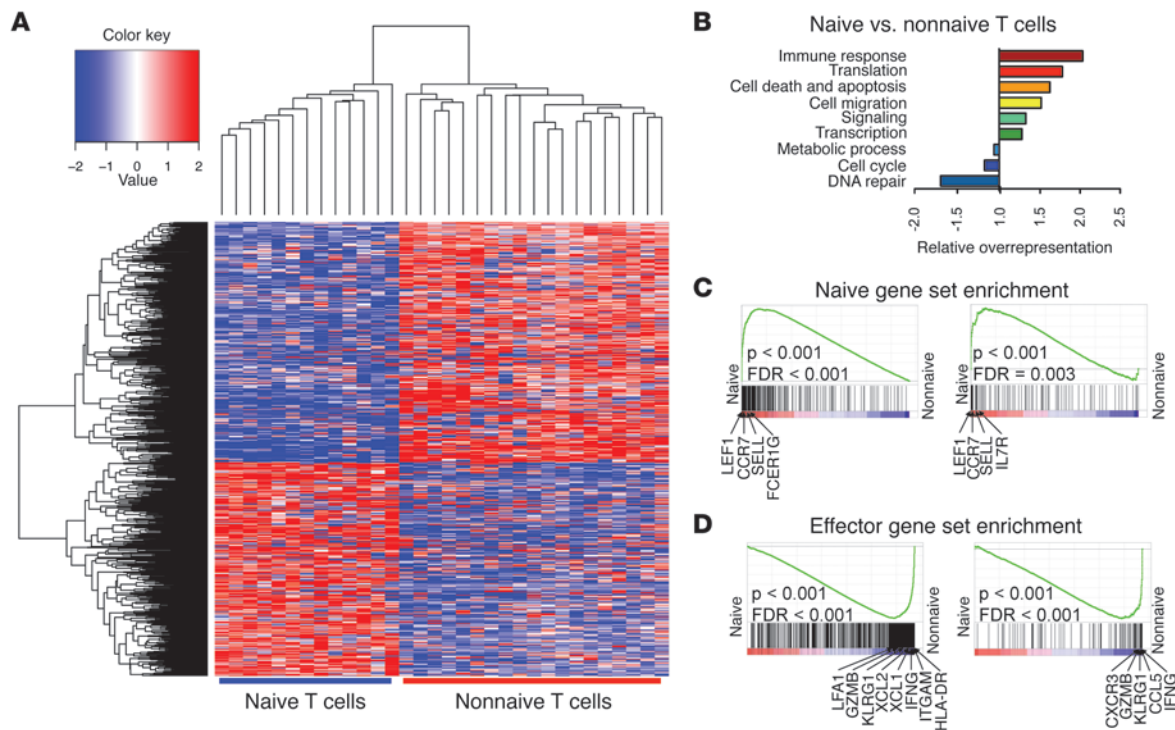 A
Color key
−2 −1 0 1 2
Value
Naive T cells
Nonnaive T cells
B
Naive vs. nonnaive T cells
Immune response
Translation
Cell death and apoptosis
Cell migration
Signaling
Transcription
Metabolic process
Cell cycle
DNA repair
-2.0 -1.5 1.0 1.5 2.0 2.5
Relative overrepresentation
C
Naive gene set enrichment
Naive
p < 0.001
FDR < 0.001
Nonnaive
LEF1
CCR7
SELL
FCER1G
Naive
p < 0.001
FDR = 0.003
Nonnaive
LEF1
CCR7
SELL
IL7R
D
Effector gene set enrichment
Naive
p < 0.001
FDR < 0.001
Nonnaive
LFA1
GZMB
KLRG1
XCL2
XCL1
IFNG
ITGAM
HLA-DR
Naive
p < 0.001
FDR < 0.001
Nonnaive
CXCR3
GZMB
KLRG1
CCL5
IFNG